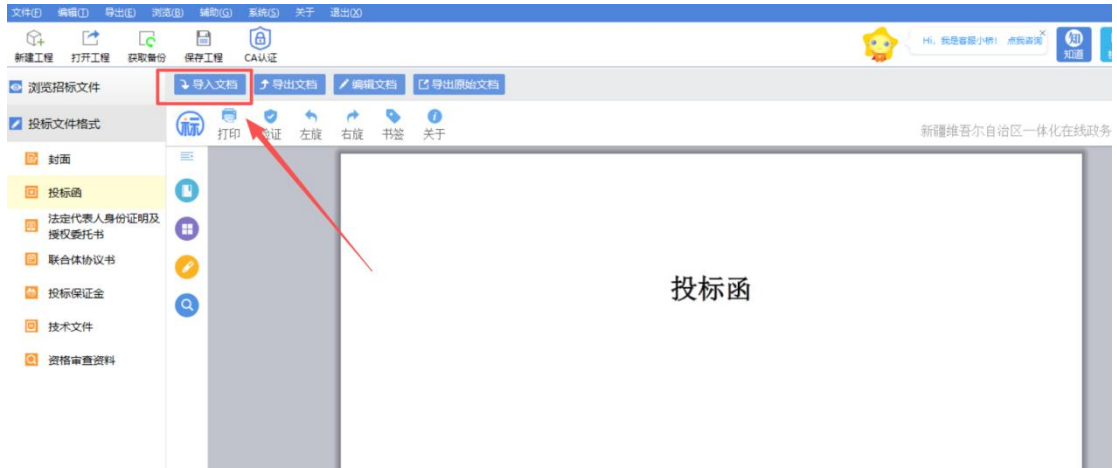 文件(F) 编辑(T) 导出(E) 浏览(B) 辅助(G) 系统(S) 关于 退出(X)
新建工程 打开工程 获取备份 保存工程 CA认证
Hi，我是客服小桥！点我咨询
知
知道
浏览招标文件
导入文档 导出文档 编辑文档 导出原始文档
投标文件格式
标 打印 验证 左旋 右旋 书签 关于
新疆维吾尔自治区一体化在线政务
封面
投标函
法定代表人身份证明及
授权委托书
联合体协议书
投标保证金
技术文件
资格审查资料
投标函